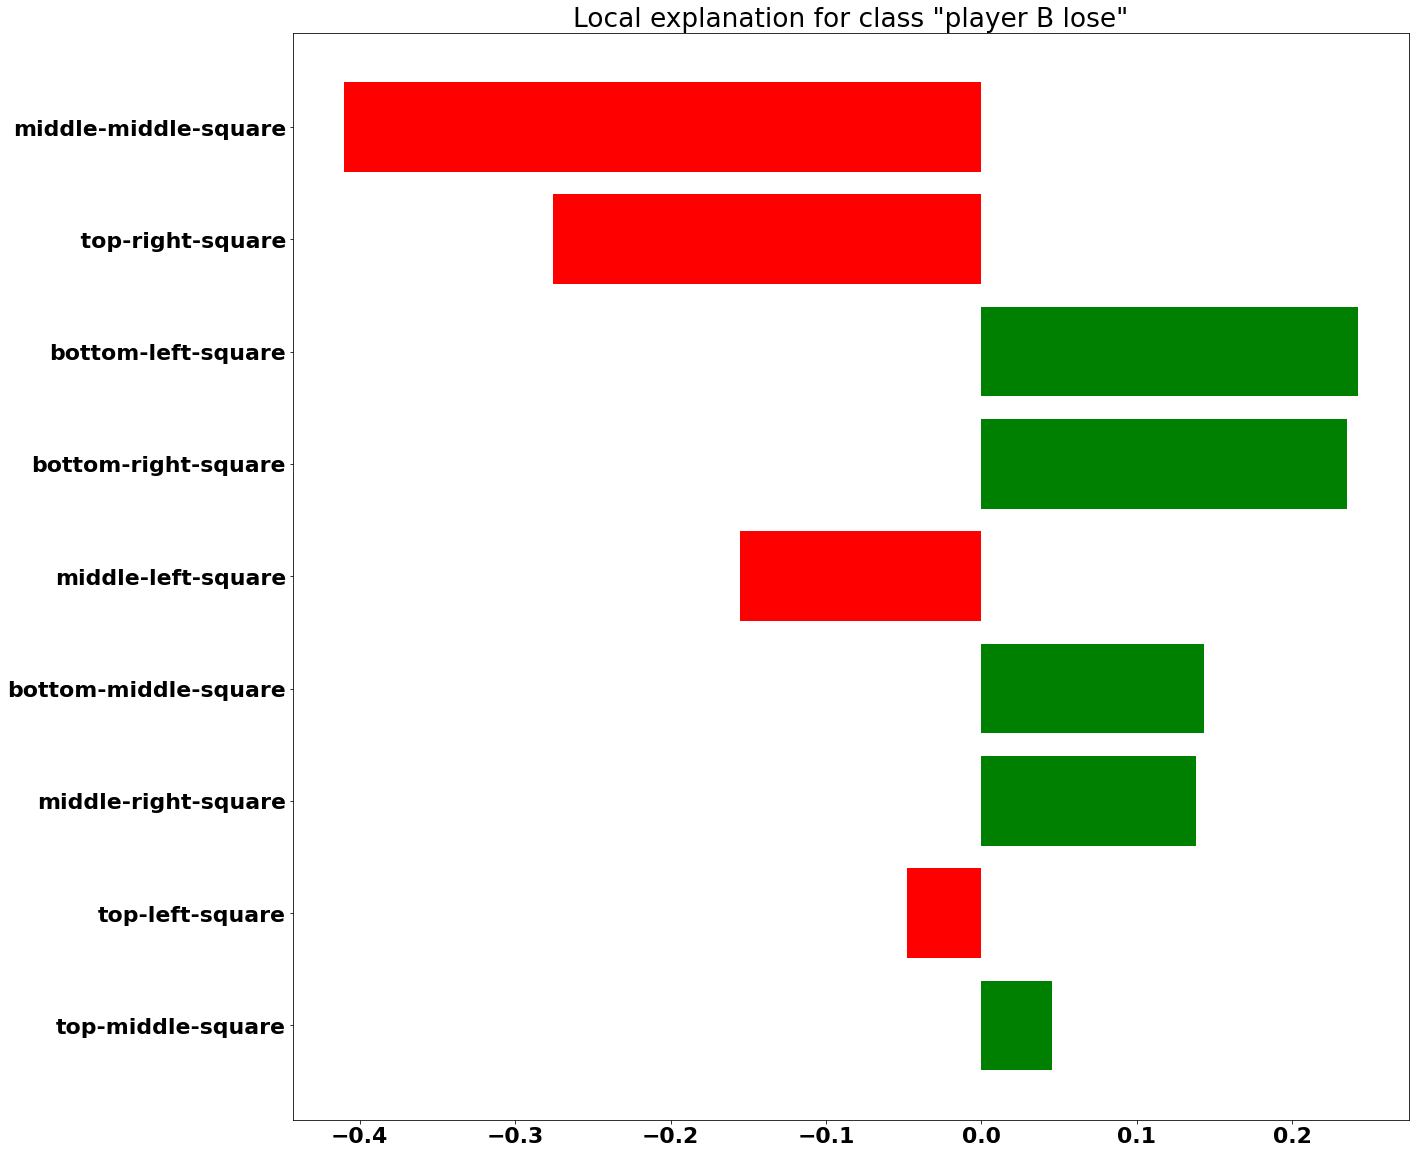 Local explanation for class "player B lose"
middle-middle-square
top-right-square
bottom-left-square
bottom-right-square
middle-left-square
bottom-middle-square
middle-right-square
top-left-square
top-middle-square
−0.4 −0.3 −0.2 −0.1 0.0 0.1 0.2